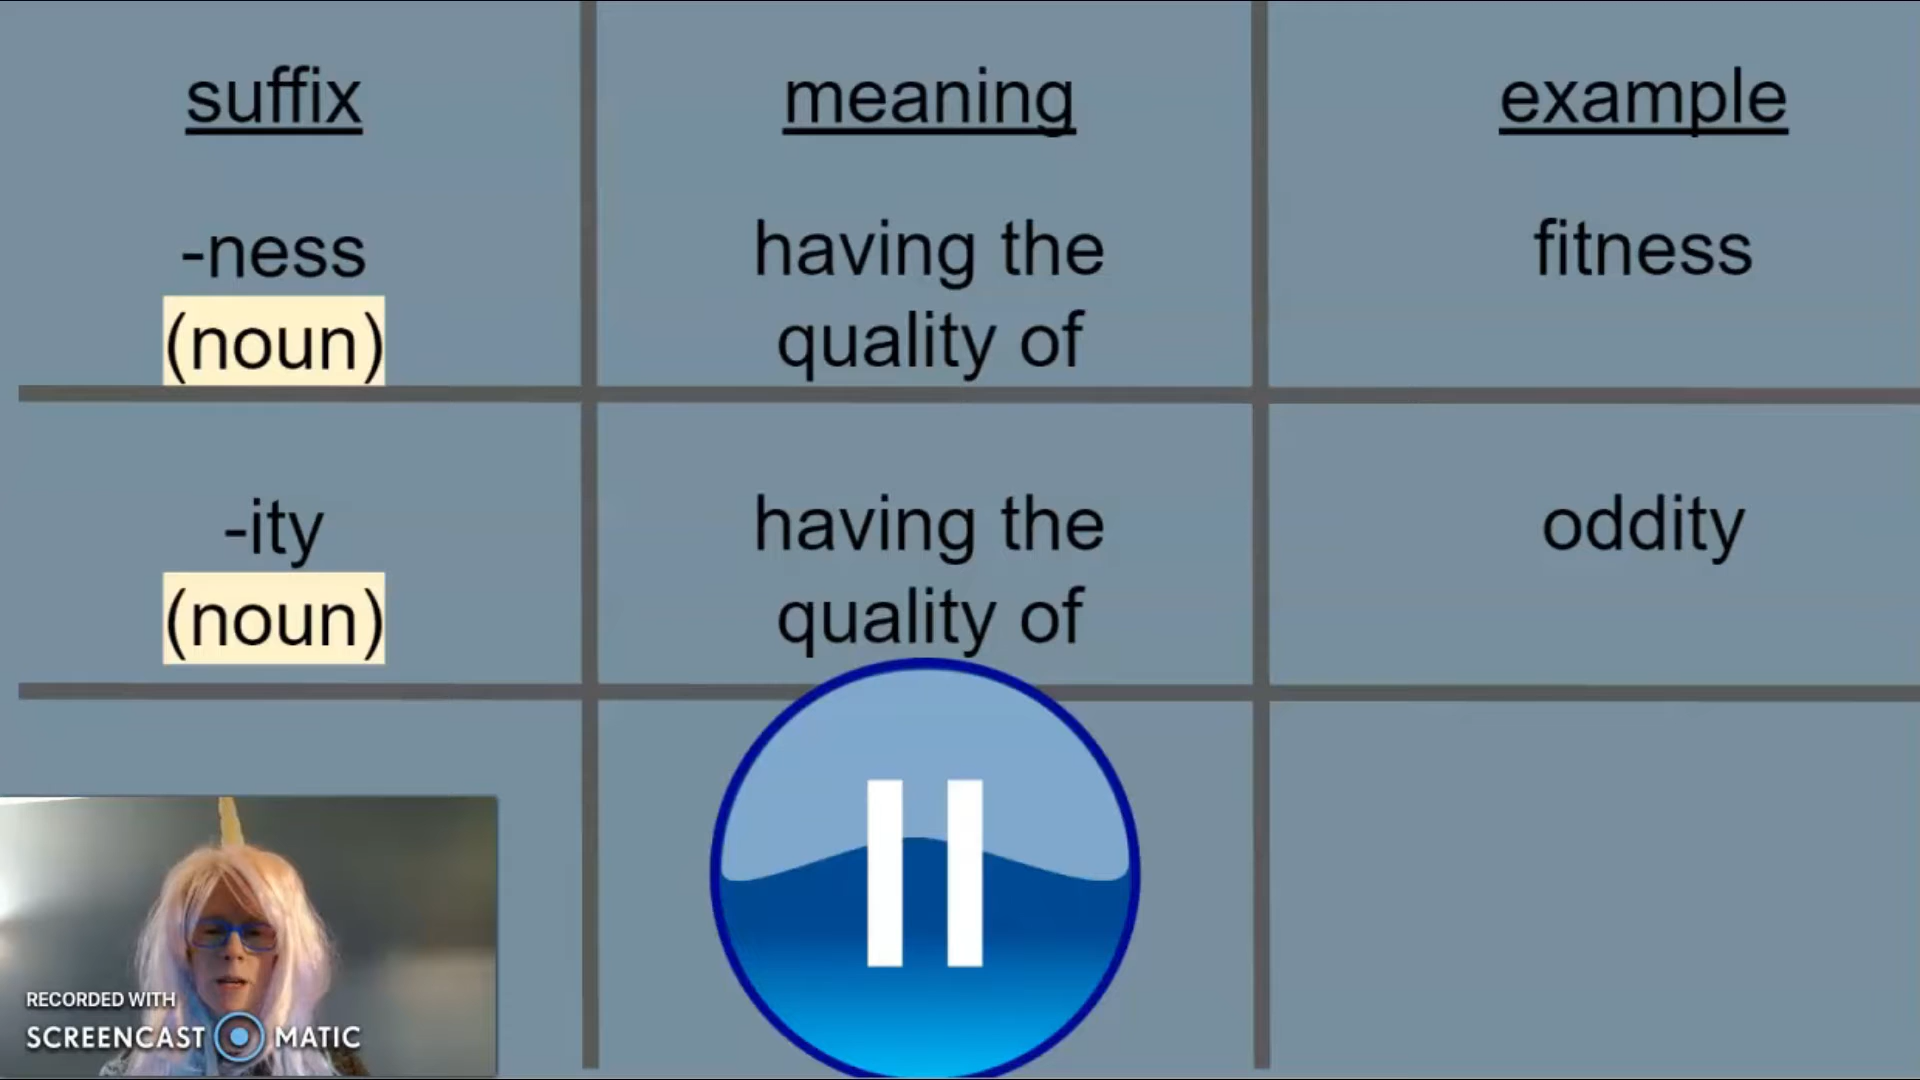 suffix
meaning
example
-ness
(noun)
having the
quality of
fitness
-ity
(noun)
having the
quality of
oddity
RECORDED WITH
SCREENCAST MATIC